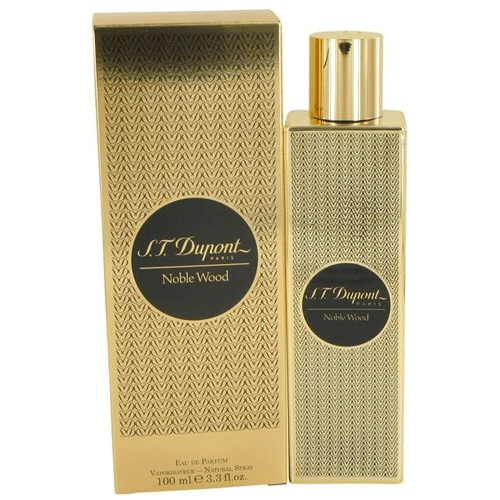 S.T. Dupont
PARIS
Noble Wood
EAU DE PARFUM
VAPORISATEUR – NATURAL SPRAY
100 ml e 3.3 fl.oz.
S.T. Dupont
PARIS
Noble Wood